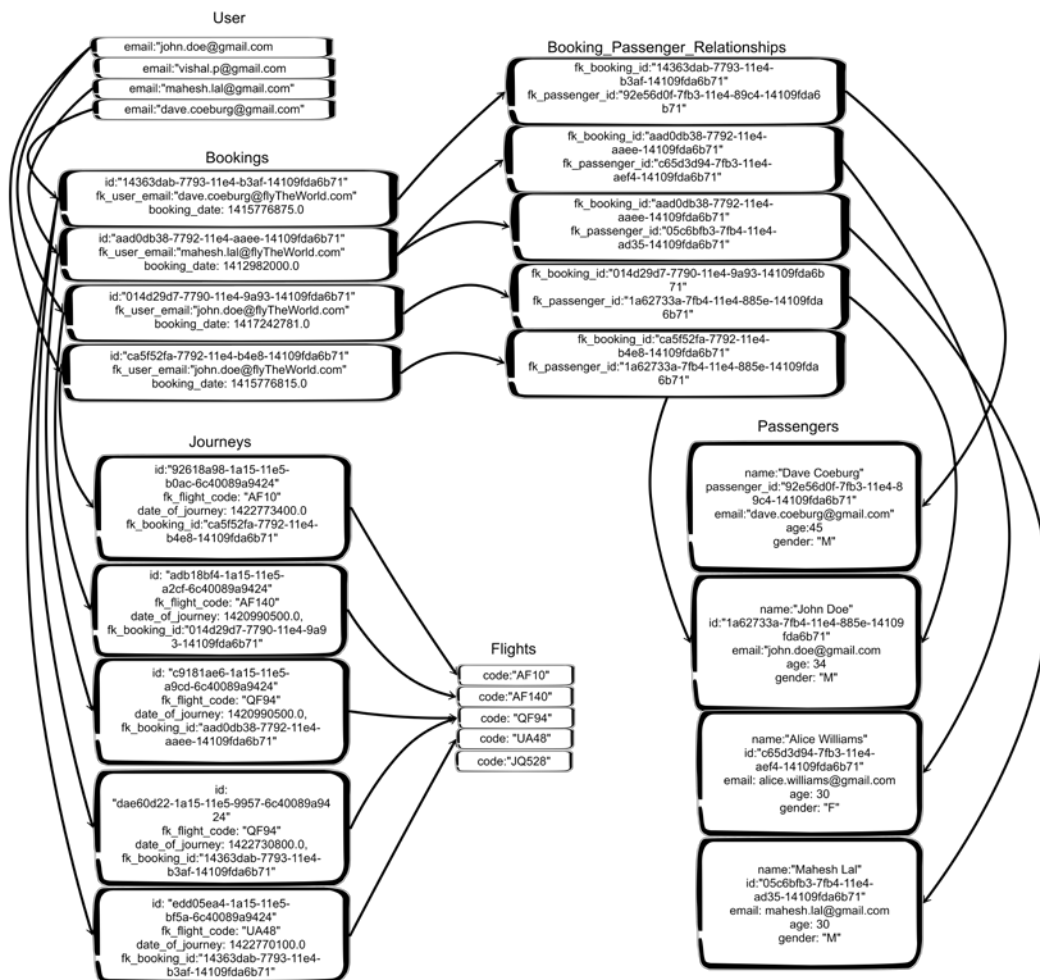 User
email:"john.doe@gmail.com
email:"vishal.p@gmail.com
email:"mahesh.lal@gmail.com"
email:"dave.coeburg@gmail.com"
Bookings
id:"14363dab-7793-11e4-b3af-14109fda6b71"
fk_user_email:"dave.coeburg@flyTheWorld.com"
booking_date: 1415776875.0
id:"aad0db38-7792-11e4-aaee-14109fda6b71"
fk_user_email:"mahesh.lal@flyTheWorld.com"
booking_date: 1412982000.0
id:"014d29d7-7790-11e4-9a93-14109fda6b71"
fk_user_email:"john.doe@flyTheWorld.com"
booking_date: 1417242781.0
id:"ca5f52fa-7792-11e4-b4e8-14109fda6b71"
fk_user_email:"john.doe@flyTheWorld.com"
booking_date: 1415776815.0
Booking_Passenger_Relationships
fk_booking_id:"14363dab-7793-11e4-
b3af-14109fda6b71"
fk_passenger_id:"92e56d0f-7fb3-11e4-89c4-14109fda6
b71"
fk_booking_id:"aad0db38-7792-11e4-
aaee-14109fda6b71"
fk_passenger_id:"c65d3d94-7fb3-11e4-
aef4-14109fda6b71"
fk_booking_id:"aad0db38-7792-11e4-
aaee-14109fda6b71"
fk_passenger_id:"05c6bfb3-7fb4-11e4-
ad35-14109fda6b71"
fk_booking_id:"014d29d7-7790-11e4-9a93-14109fda6b
71"
fk_passenger_id:"1a62733a-7fb4-11e4-885e-14109fda
6b71"
fk_booking_id:"ca5f52fa-7792-11e4-
b4e8-14109fda6b71"
fk_passenger_id:"1a62733a-7fb4-11e4-885e-14109fda
6b71"
Journeys
id:"92618a98-1a15-11e5-
b0ac-6c40089a9424"
fk_flight_code: "AF10"
date_of_journey: 1422773400.0
fk_booking_id:"ca5f52fa-7792-11e4-
b4e8-14109fda6b71"
id: "adb18bf4-1a15-11e5-
a2cf-6c40089a9424"
fk_flight_code: "AF140"
date_of_journey: 1420990500.0,
fk_booking_id:"014d29d7-7790-11e4-9a9
3-14109fda6b71"
id: "c9181ae6-1a15-11e5-
a9cd-6c40089a9424"
fk_flight_code: "QF94"
date_of_journey: 1420990500.0,
fk_booking_id:"aad0db38-7792-11e4-
aaee-14109fda6b71"
id:
"dae60d22-1a15-11e5-9957-6c40089a94
24"
fk_flight_code: "QF94"
date_of_journey: 1422730800.0,
fk_booking_id:"14363dab-7793-11e4-
b3af-14109fda6b71"
id: "edd05ea4-1a15-11e5-
bf5a-6c40089a9424"
fk_flight_code: "UA48"
date_of_journey: 1422770100.0
fk_booking_id:"14363dab-7793-11e4-
b3af-14109fda6b71"
Flights
code:"AF10"
code:"AF140"
code: "QF94"
code: "UA48"
code:"JQ528"
Passengers
name:"Dave Coeburg"
passenger_id:"92e56d0f-7fb3-11e4-8
9c4-14109fda6b71"
email:"dave.coeburg@gmail.com"
age:45
gender: "M"
name:"John Doe"
id:"1a62733a-7fb4-11e4-885e-14109
fda6b71"
email:"john.doe@gmail.com
age: 34
gender: "M"
name:"Alice Williams"
id:"c65d3d94-7fb3-11e4-
aef4-14109fda6b71"
email: alice.williams@gmail.com
age: 30
gender: "F"
name:"Mahesh Lal"
id:"05c6bfb3-7fb4-11e4-
ad35-14109fda6b71"
email: mahesh.lal@gmail.com
age: 30
gender: "M"